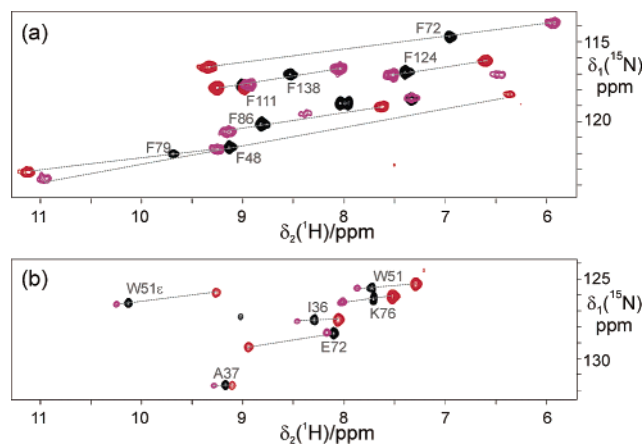 (a)
F72
115
δ₁(¹⁵N)
ppm
F124
F138
F111
F86
120
F79
F48
11 10 9 8 7 6
δ₂(¹H)/ppm
(b)
W51ε
W51
125
δ₁(¹⁵N)
ppm
I36
K76
E72
130
A37
11 10 9 8 7 6
δ₂(¹H)/ppm